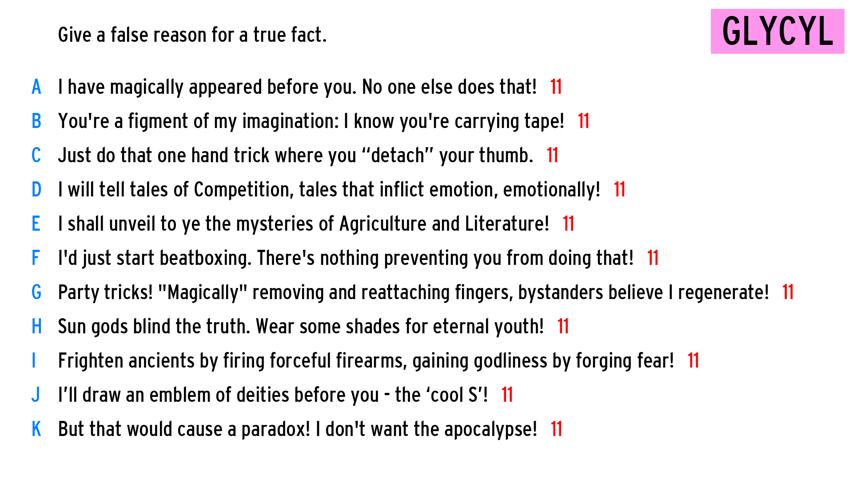 Give a false reason for a true fact.
GLYCYL
A I have magically appeared before you. No one else does that! 11
B You're a figment of my imagination: I know you're carrying tape! 11
C Just do that one hand trick where you “detach” your thumb. 11
D I will tell tales of Competition, tales that inflict emotion, emotionally! 11
E I shall unveil to ye the mysteries of Agriculture and Literature! 11
F I'd just start beatboxing. There's nothing preventing you from doing that! 11
G Party tricks! "Magically" removing and reattaching fingers, bystanders believe I regenerate! 11
H Sun gods blind the truth. Wear some shades for eternal youth! 11
I Frighten ancients by firing forceful firearms, gaining godliness by forging fear! 11
J I’ll draw an emblem of deities before you - the ‘cool S’! 11
K But that would cause a paradox! I don't want the apocalypse! 11